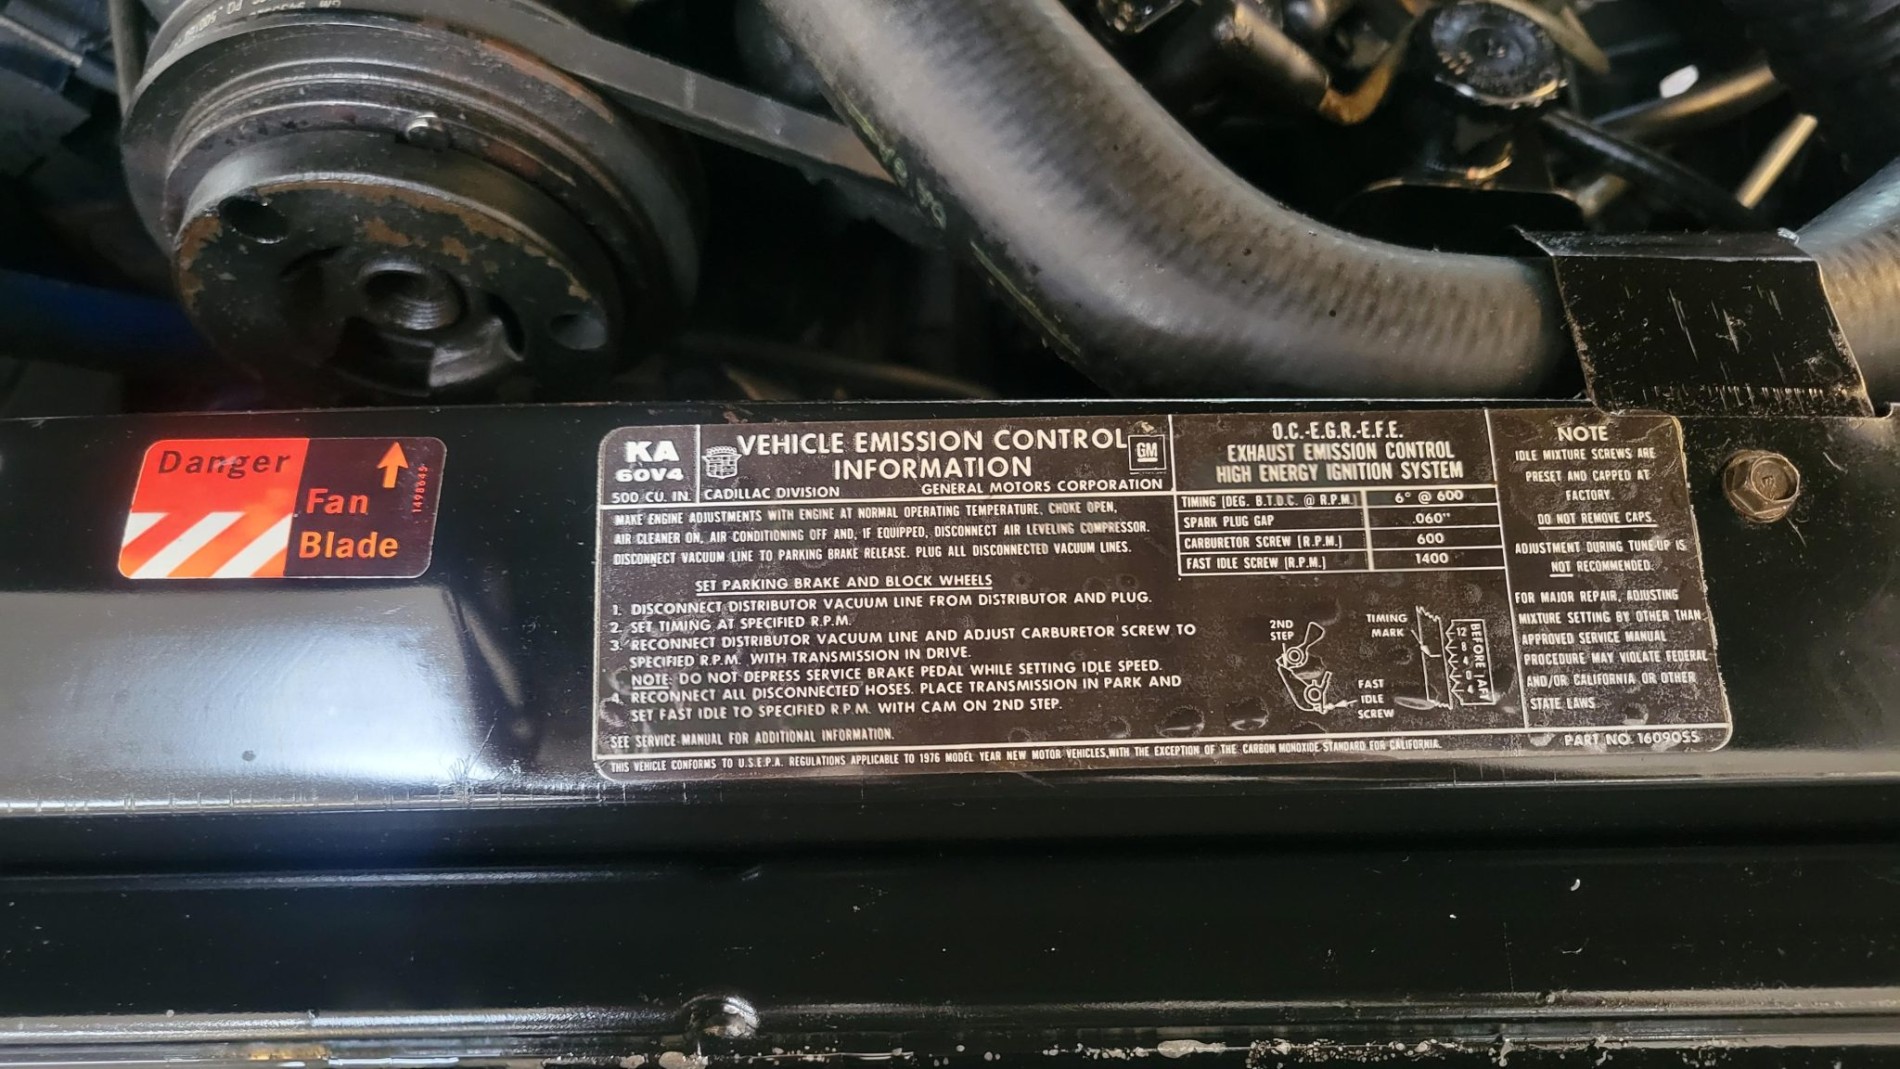 Danger
Fan
Blade
1498645
KA
60V4
500 CU. IN.
VEHICLE EMISSION CONTROL
INFORMATION
GM
CADILLAC DIVISION
GENERAL MOTORS CORPORATION
MAKE ENGINE ADJUSTMENTS WITH ENGINE AT NORMAL OPERATING TEMPERATURE, CHOKE OPEN,
AIR CLEANER ON, AIR CONDITIONING OFF AND, IF EQUIPPED, DISCONNECT AIR LEVELING COMPRESSOR.
DISCONNECT VACUUM LINE TO PARKING BRAKE RELEASE. PLUG ALL DISCONNECTED VACUUM LINES.
SET PARKING BRAKE AND BLOCK WHEELS
1. DISCONNECT DISTRIBUTOR VACUUM LINE FROM DISTRIBUTOR AND PLUG.
2. SET TIMING AT SPECIFIED R.P.M.
3. RECONNECT DISTRIBUTOR VACUUM LINE AND ADJUST CARBURETOR SCREW TO
SPECIFIED R.P.M. WITH TRANSMISSION IN DRIVE.
NOTE: DO NOT DEPRESS SERVICE BRAKE PEDAL WHILE SETTING IDLE SPEED.
4. RECONNECT ALL DISCONNECTED HOSES. PLACE TRANSMISSION IN PARK AND
SET FAST IDLE TO SPECIFIED R.P.M. WITH CAM ON 2ND STEP.
SEE SERVICE MANUAL FOR ADDITIONAL INFORMATION.
O.C.-E.G.R.-E.F.E.
EXHAUST EMISSION CONTROL
HIGH ENERGY IGNITION SYSTEM
TIMING (DEG. B.T.D.C. @ R.P.M.) 6° @ 600
SPARK PLUG GAP .060"
CARBURETOR SCREW (R.P.M.) 600
FAST IDLE SCREW (R.P.M.) 1400
2ND
STEP
FAST
IDLE
SCREW
TIMING
MARK
12
8
4
0
4
BEFORE AFT
NOTE
IDLE MIXTURE SCREWS ARE
PRESET AND CAPPED AT
FACTORY.
DO NOT REMOVE CAPS
ADJUSTMENT DURING TUNE-UP IS
NOT RECOMMENDED.
FOR MAJOR REPAIR, ADJUSTING
MIXTURE SETTING BY OTHER THAN
APPROVED SERVICE MANUAL
PROCEDURE MAY VIOLATE FEDERAL
AND/OR CALIFORNIA OR OTHER
STATE LAWS
PART NO. 1609055
THIS VEHICLE CONFORMS TO U.S.E.P.A. REGULATIONS APPLICABLE TO 1976 MODEL YEAR NEW MOTOR VEHICLES, WITH THE EXCEPTION OF THE CARBON MONOXIDE STANDARD FOR CALIFORNIA.